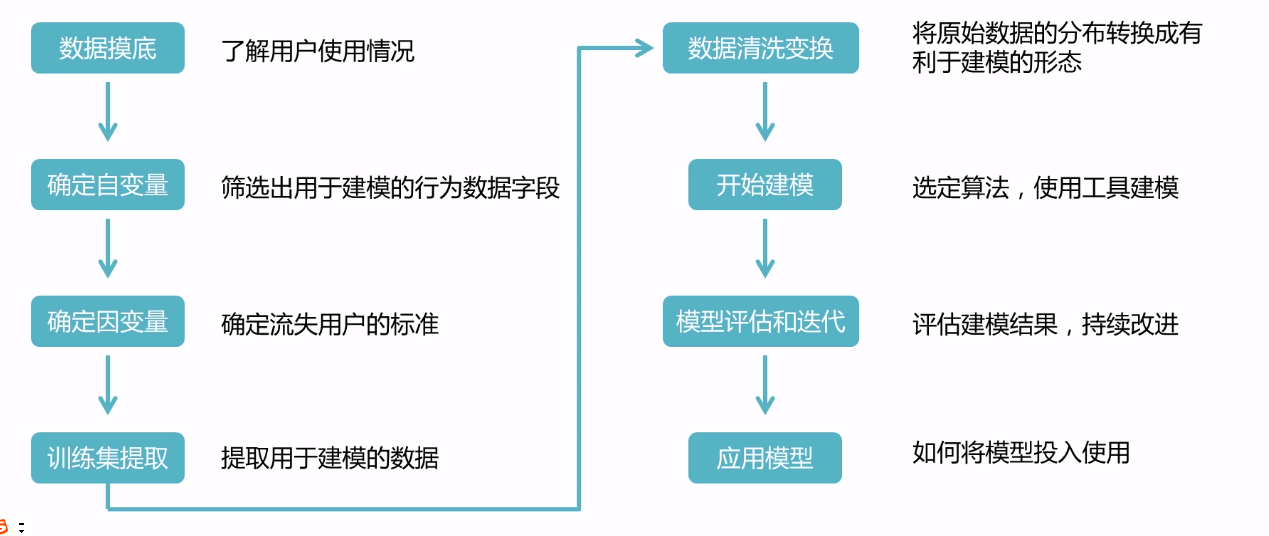 数据摸底
了解用户使用情况
确定自变量
筛选出用于建模的行为数据字段
确定因变量
确定流失用户的标准
训练集提取
提取用于建模的数据
数据清洗变换
将原始数据的分布转换成有
利于建模的形态
开始建模
选定算法，使用工具建模
模型评估和迭代
评估建模结果，持续改进
应用模型
如何将模型投入使用